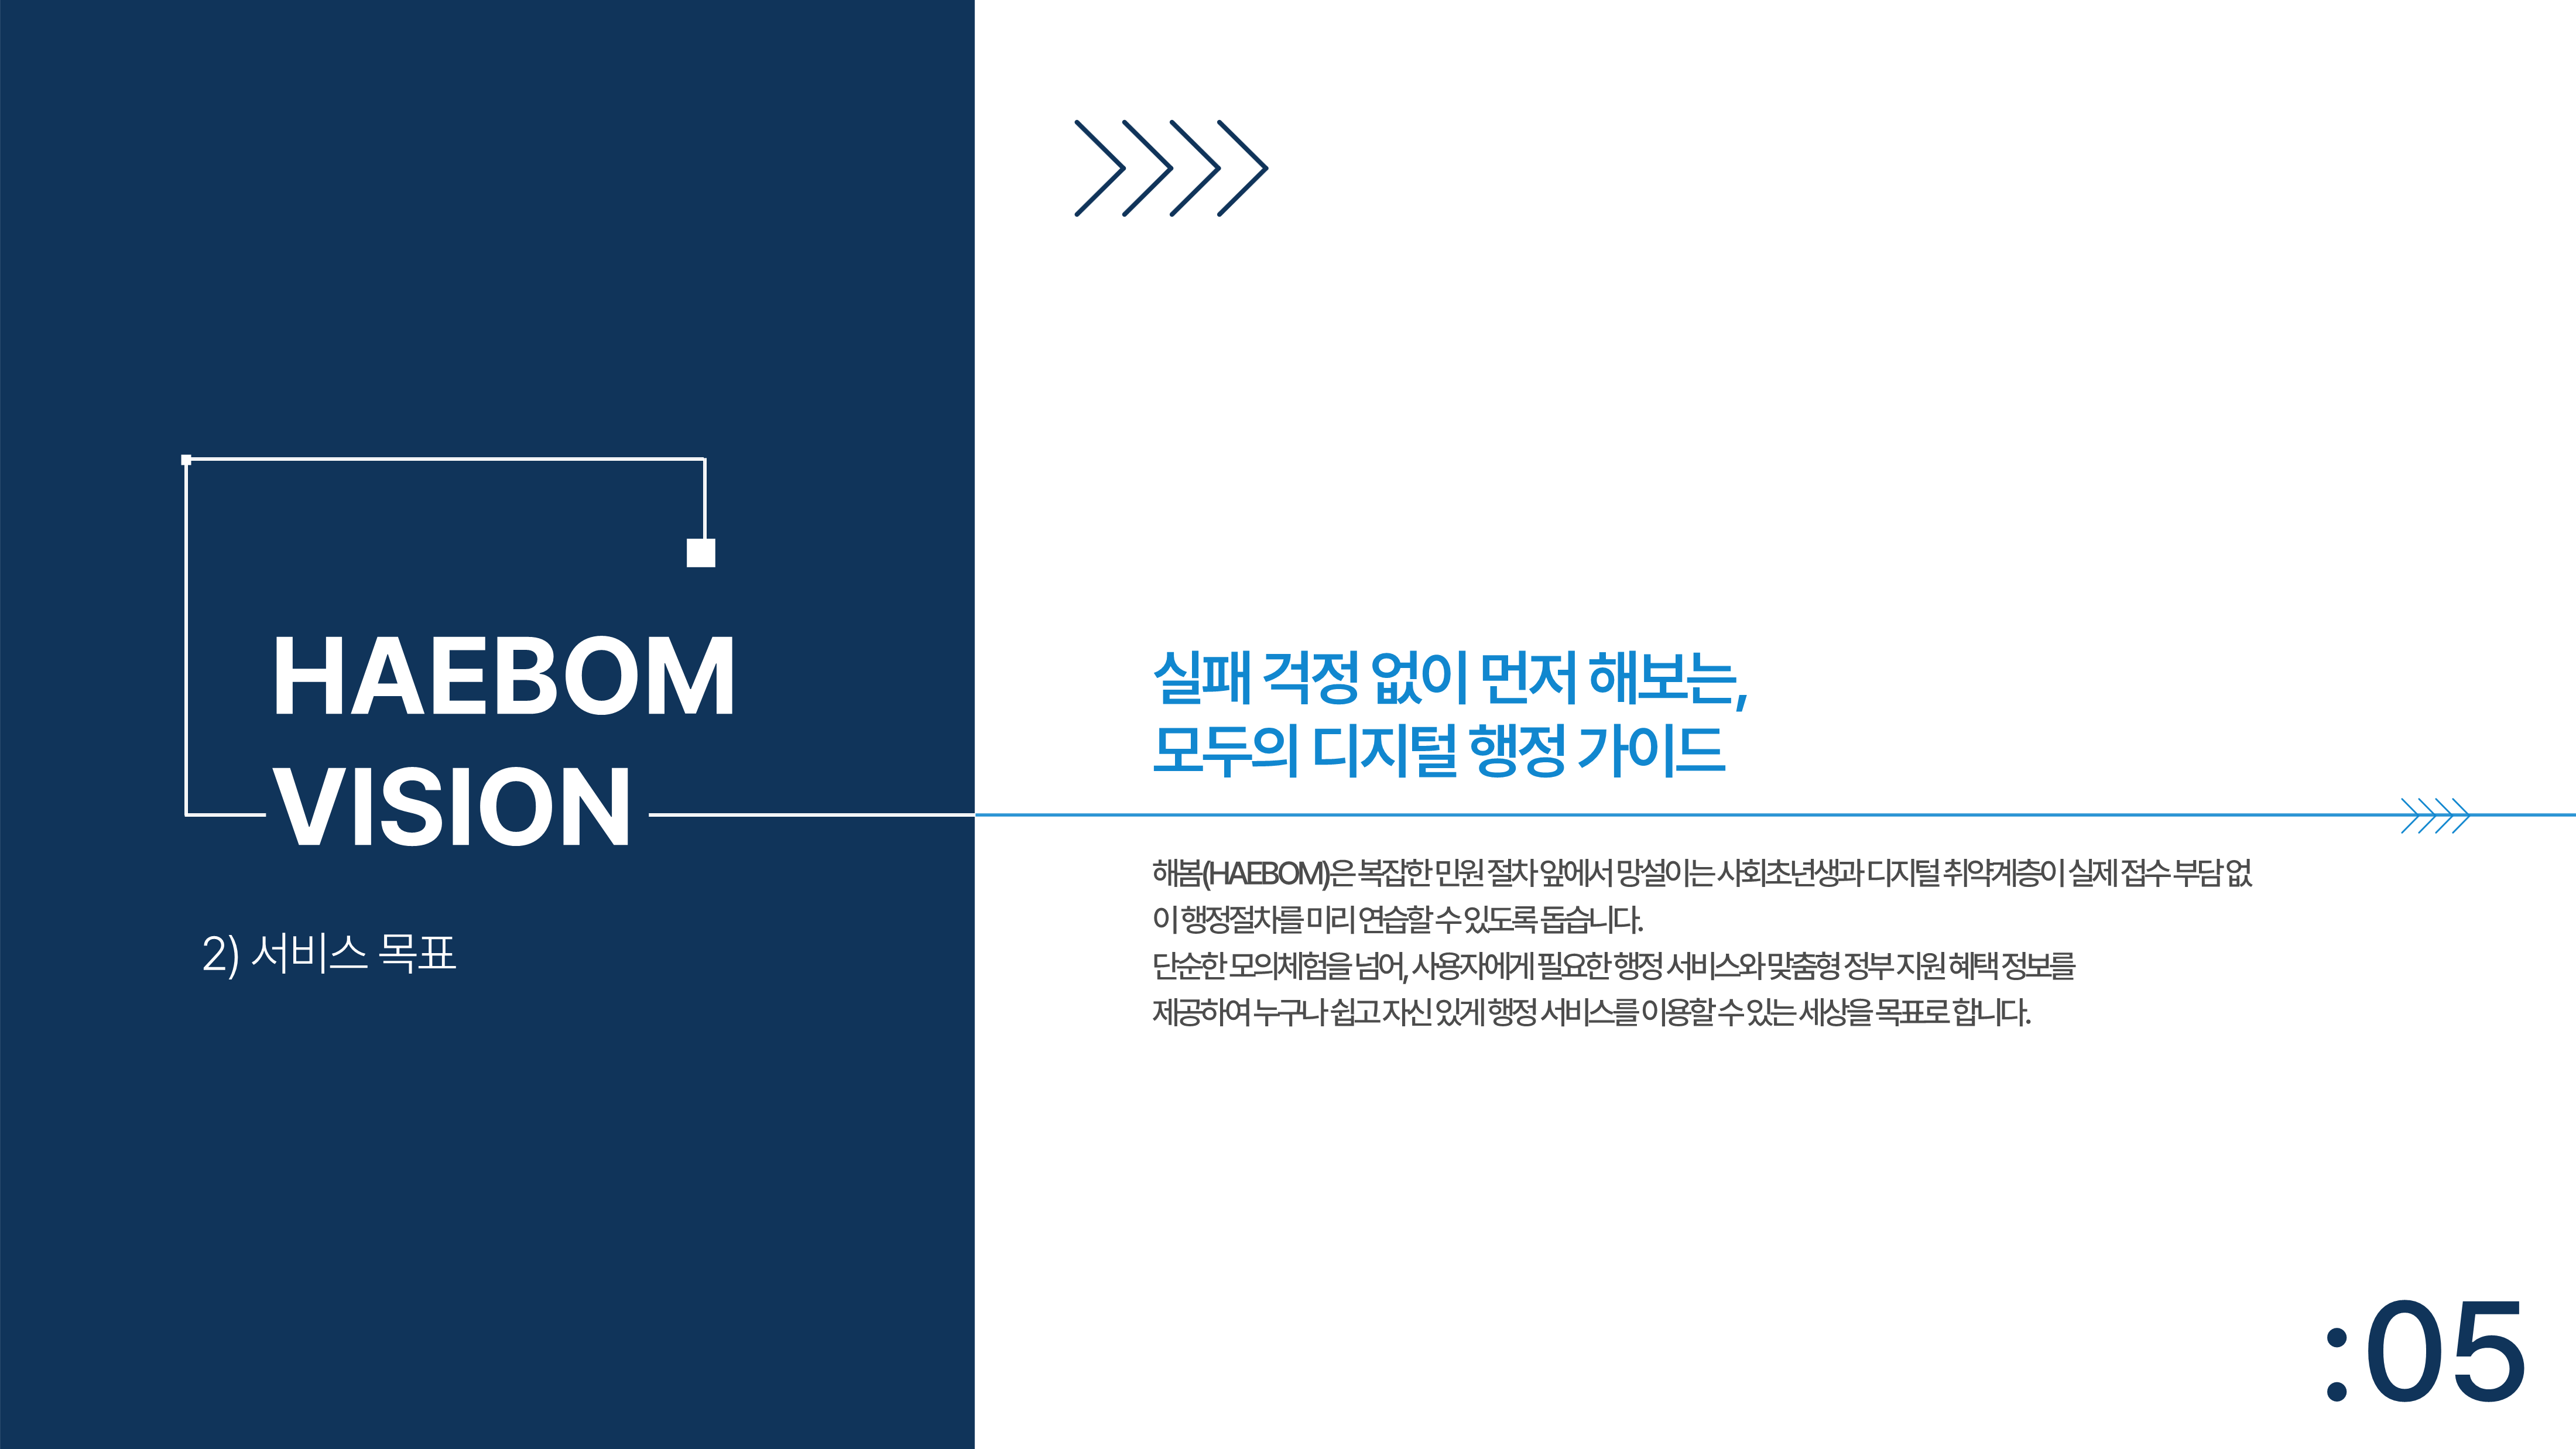 HAEBOM
VISION
2) 서비스 목표
실패 걱정 없이 먼저 해보는,
모두의 디지털 행정 가이드
해봄(HAEBOM)은 복잡한 민원 절차 앞에서 망설이는 사회초년생과 디지털 취약계층이 실제 접수 부담 없
이 행정절차를 미리 연습할 수 있도록 돕습니다.
단순한 모의체험을 넘어, 사용자에게 필요한 행정 서비스와 맞춤형 정부 지원 혜택 정보를
제공하여 누구나 쉽고 자신 있게 행정 서비스를 이용할 수 있는 세상을 목표로 합니다.
:05